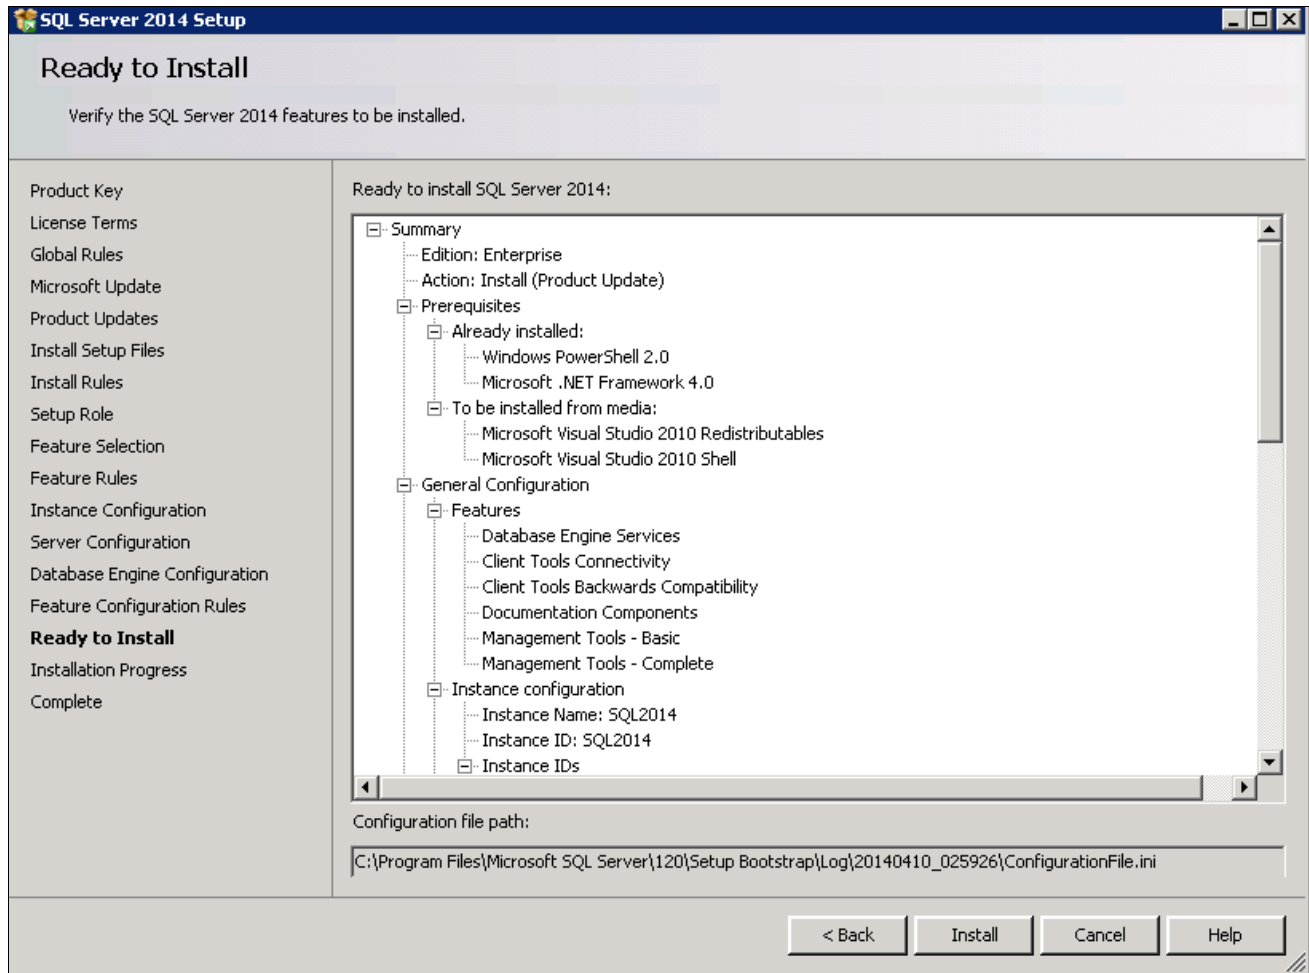 SQL Server 2014 Setup
Ready to Install
Verify the SQL Server 2014 features to be installed.
Product Key
License Terms
Global Rules
Microsoft Update
Product Updates
Install Setup Files
Install Rules
Setup Role
Feature Selection
Feature Rules
Instance Configuration
Server Configuration
Database Engine Configuration
Feature Configuration Rules
Ready to Install
Installation Progress
Complete
Ready to install SQL Server 2014:
Summary
Edition: Enterprise
Action: Install (Product Update)
Prerequisites
Already installed:
Windows PowerShell 2.0
Microsoft .NET Framework 4.0
To be installed from media:
Microsoft Visual Studio 2010 Redistributables
Microsoft Visual Studio 2010 Shell
General Configuration
Features
Database Engine Services
Client Tools Connectivity
Client Tools Backwards Compatibility
Documentation Components
Management Tools - Basic
Management Tools - Complete
Instance configuration
Instance Name: SQL2014
Instance ID: SQL2014
Instance IDs
Configuration file path:
C:\Program Files\Microsoft SQL Server\120\Setup Bootstrap\Log\20140410_025926\ConfigurationFile.ini
< Back
Install
Cancel
Help